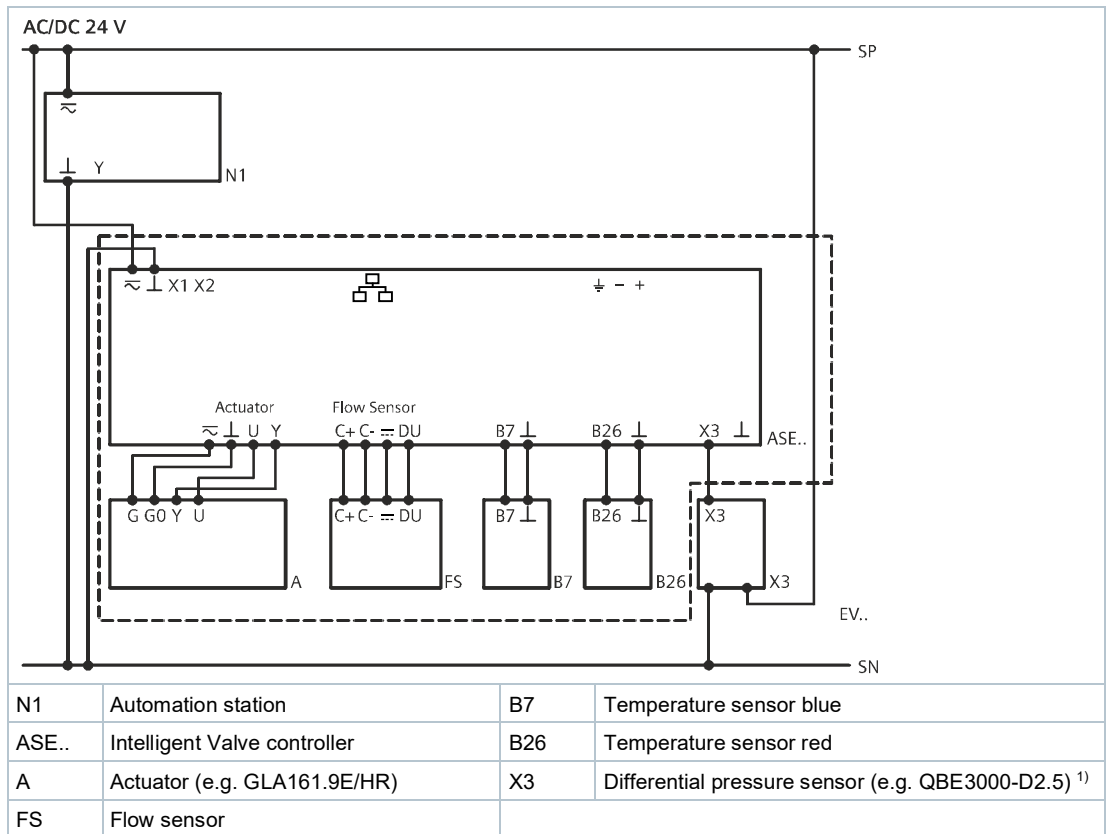 AC/DC 24 V
SP
≂
⊥ Y
N1
≂ ⊥ X1 X2
⏚ - +
Actuator Flow Sensor
≂ ⊥ U Y C+ C- ⎓ DU B7 ⊥ B26 ⊥ X3 ⊥
ASE..
G G0 Y U C+ C- ⎓ DU B7 ⊥ B26 ⊥ X3
A FS B7 B26 X3
EV..
SN
N1 Automation station B7 Temperature sensor blue
ASE.. Intelligent Valve controller B26 Temperature sensor red
A Actuator (e.g. GLA161.9E/HR) X3 Differential pressure sensor (e.g. QBE3000-D2.5) 1)
FS Flow sensor